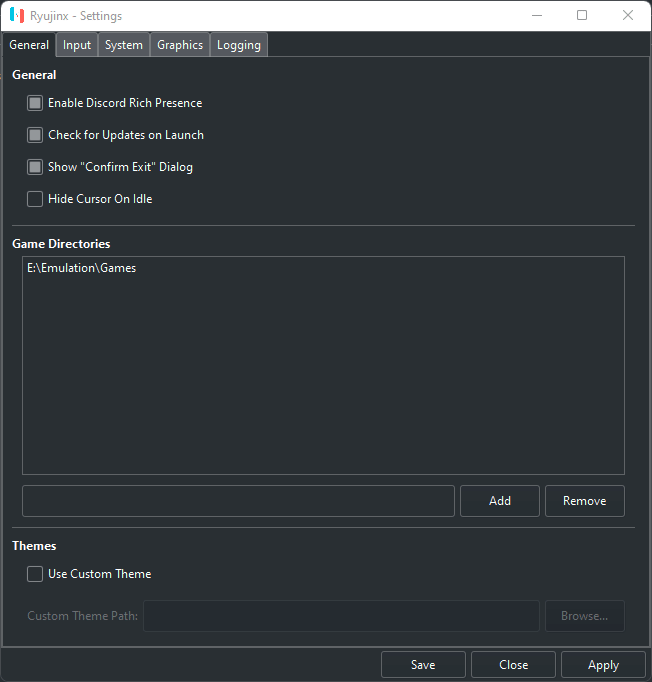 Ryujinx - Settings
General Input System Graphics Logging
General
Enable Discord Rich Presence
Check for Updates on Launch
Show "Confirm Exit" Dialog
Hide Cursor On Idle
Game Directories
E:\Emulation\Games
Add Remove
Themes
Use Custom Theme
Custom Theme Path: Browse...
Save Close Apply